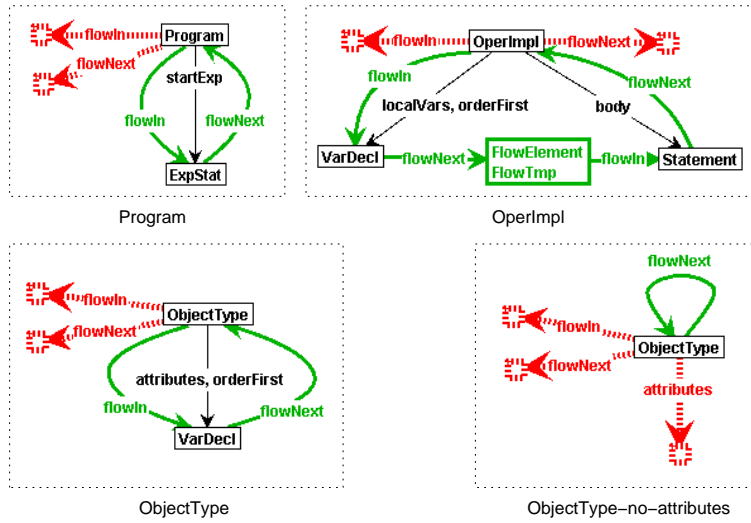 flowIn
Program
flowNext
startExp
flowIn
flowNext
ExpStat
Program
flowIn
OperImpl
flowNext
flowIn
flowNext
localVars, orderFirst
body
VarDecl
flowNext
FlowElement
FlowTmp
flowIn
Statement
OperImpl
flowIn
ObjectType
flowNext
attributes, orderFirst
flowIn
flowNext
VarDecl
ObjectType
flowNext
flowIn
ObjectType
flowNext
attributes
ObjectType−no−attributes